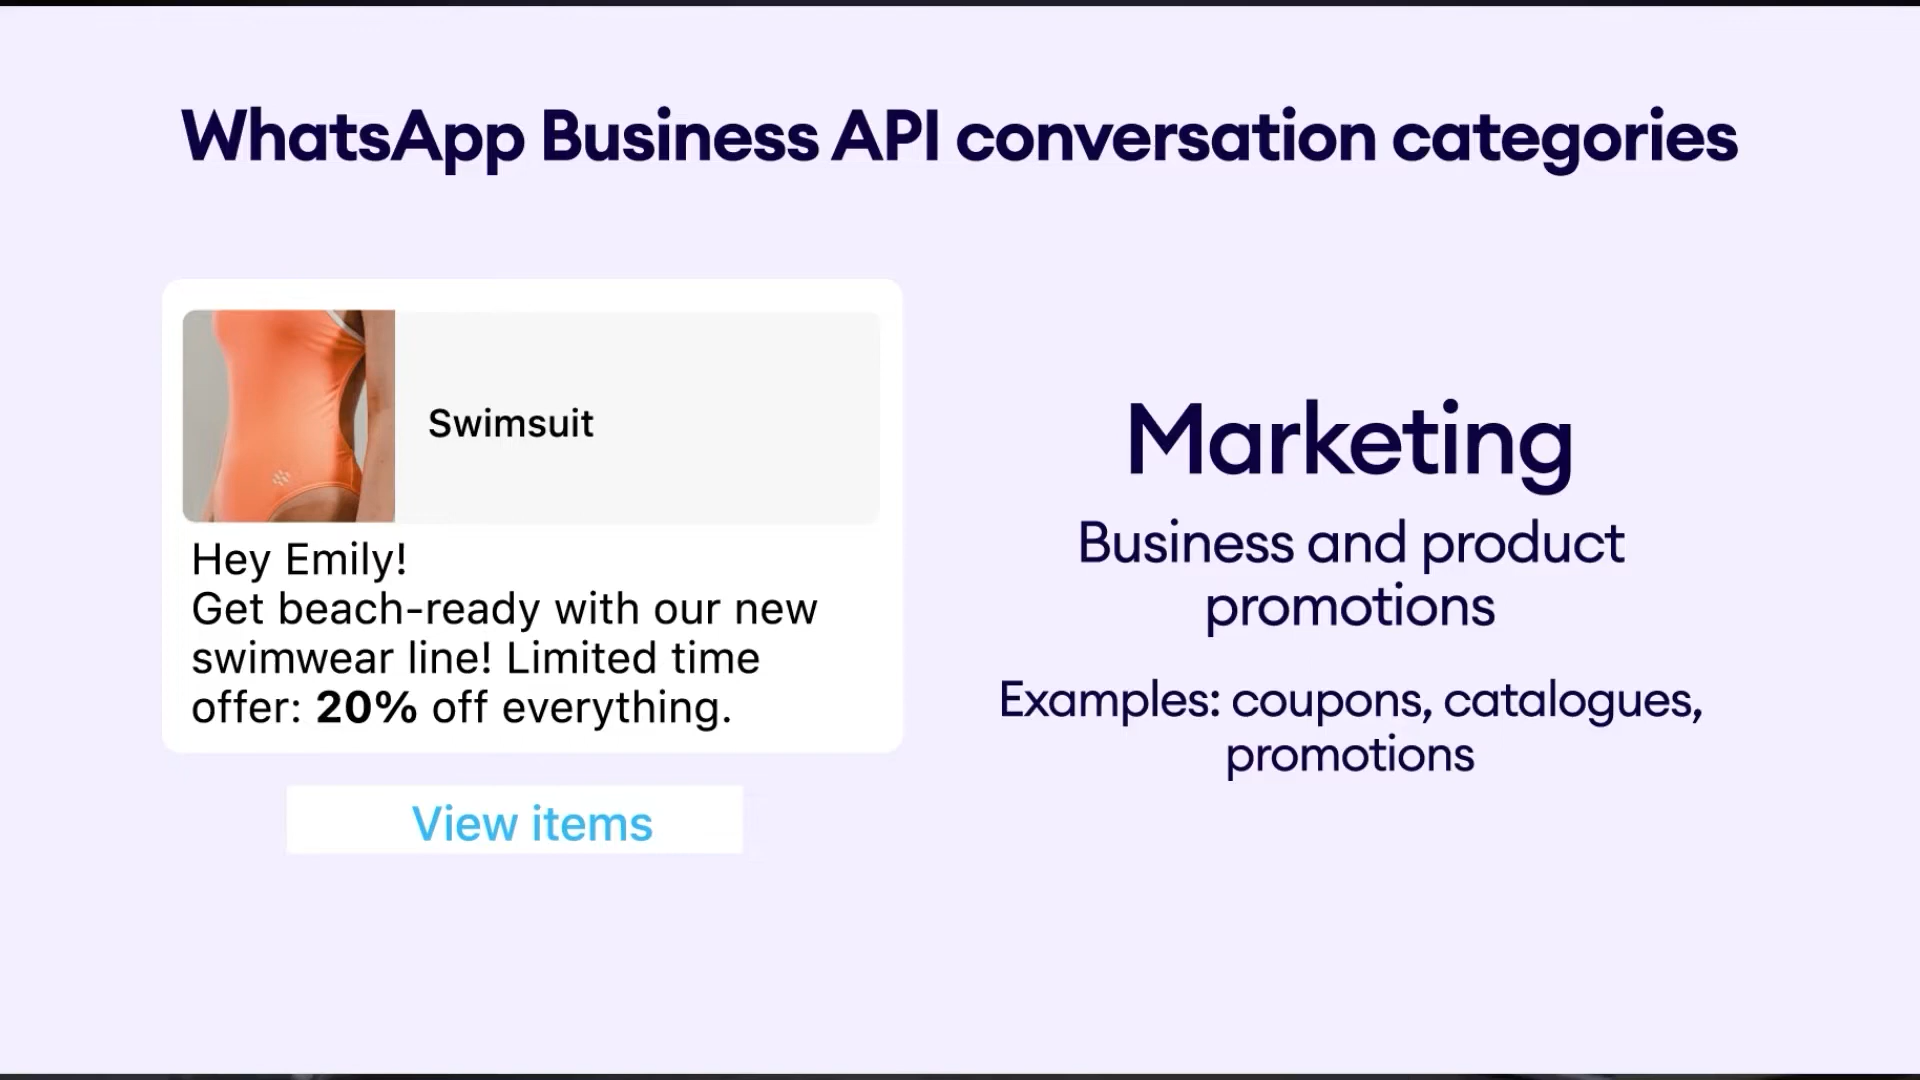 WhatsApp Business API conversation categories
Swimsuit
Hey Emily!
Get beach-ready with our new
swimwear line! Limited time
offer: 20% off everything.
View items
Marketing
Business and product
promotions
Examples: coupons, catalogues,
promotions